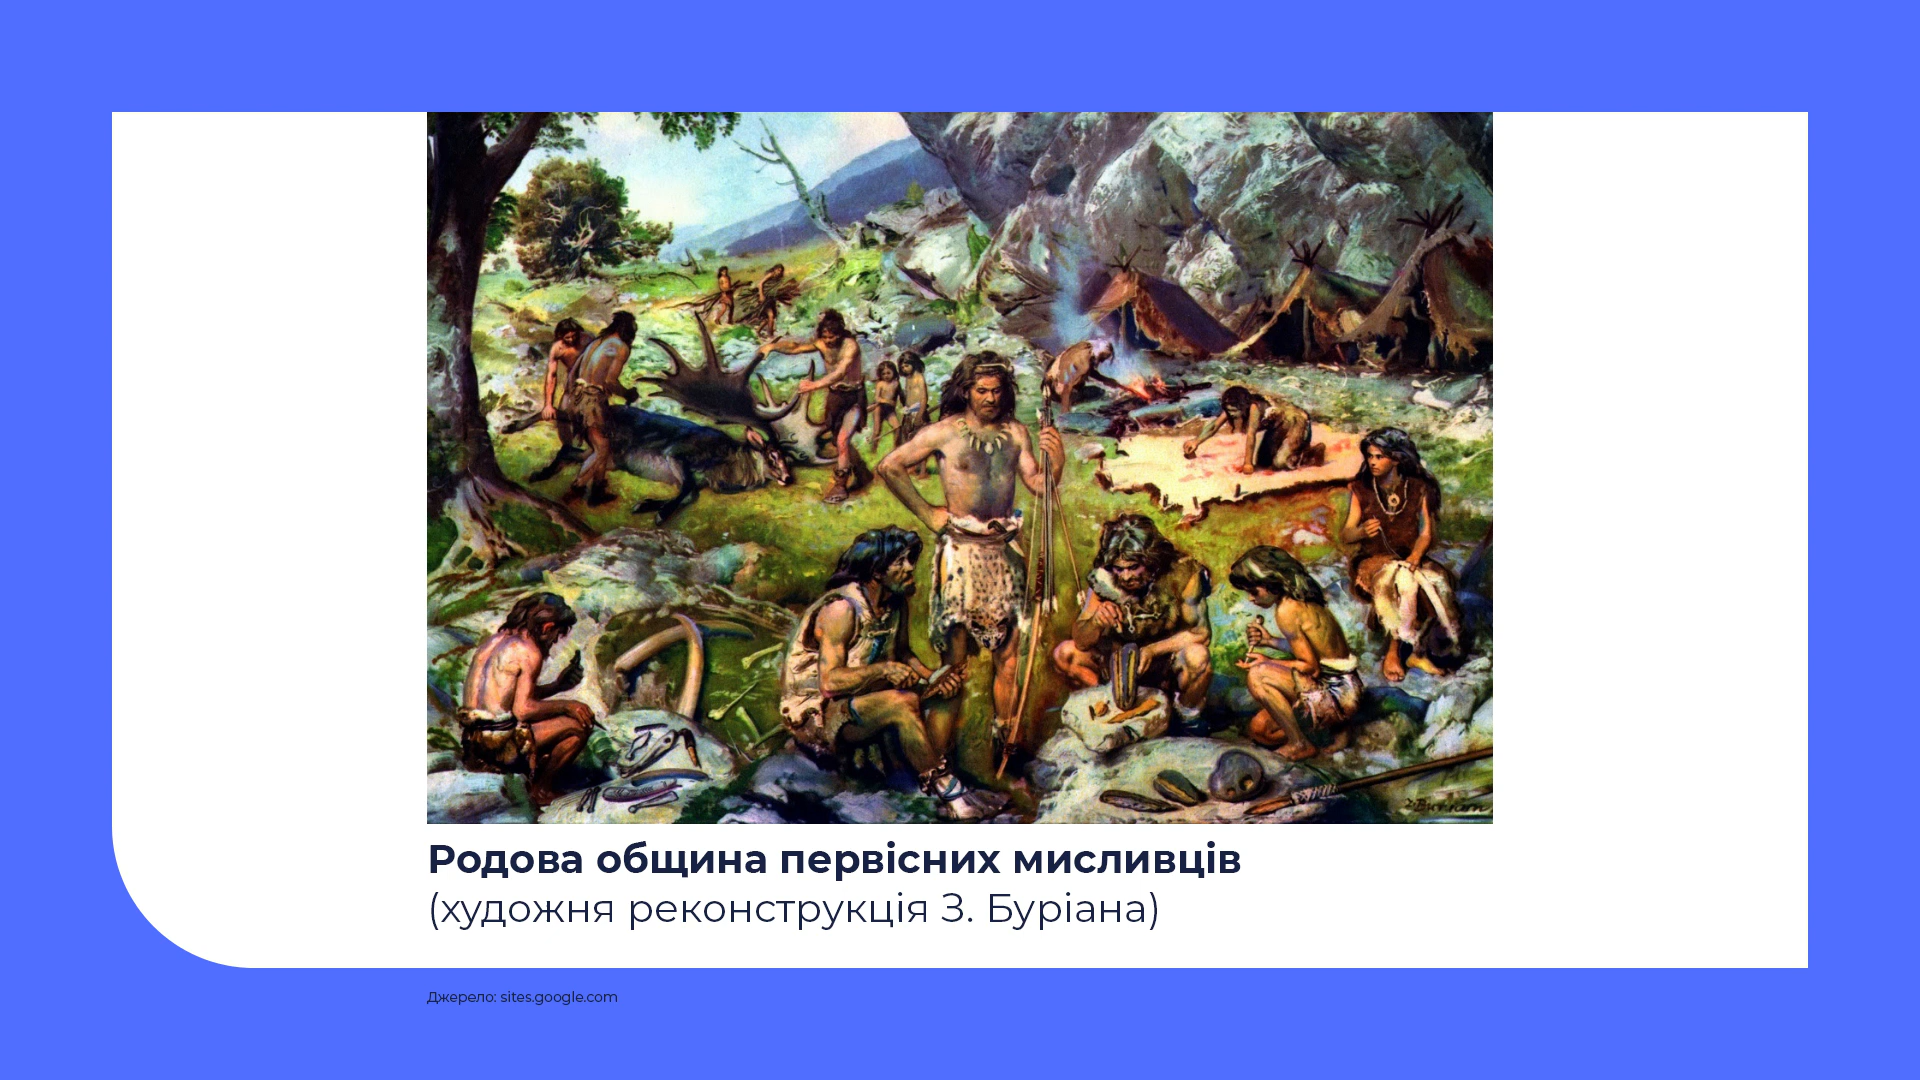 Родова община первісних мисливців
(художня реконструкція З. Буріана)
Джерело: sites.google.com